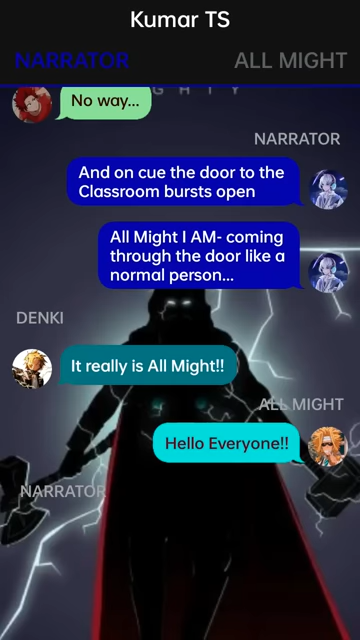 Kumar TS
NARRATOR
ALL MIGHT
G H T Y
No way...
NARRATOR
And on cue the door to the
Classroom bursts open
All Might I AM- coming
through the door like a
normal person...
DENKI
It really is All Might!!
ALL MIGHT
Hello Everyone!!
NARRATOR